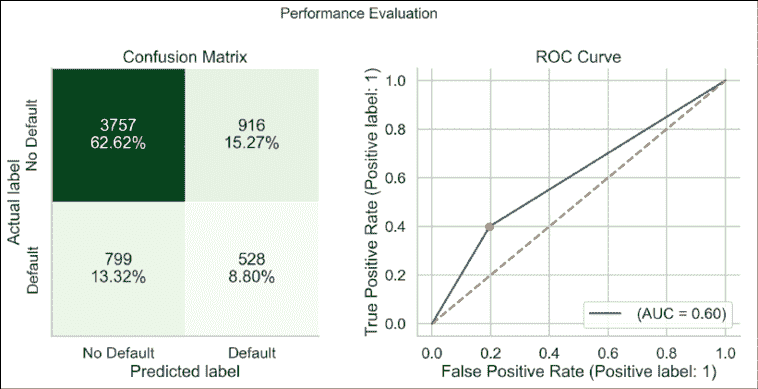 Performance Evaluation
Confusion Matrix
Actual label
No Default
Default
3757
62.62%
916
15.27%
799
13.32%
528
8.80%
No Default Default
Predicted label
ROC Curve
True Positive Rate (Positive label: 1)
1.0
0.8
0.6
0.4
0.2
0.0
(AUC = 0.60)
0.0 0.2 0.4 0.6 0.8 1.0
False Positive Rate (Positive label: 1)